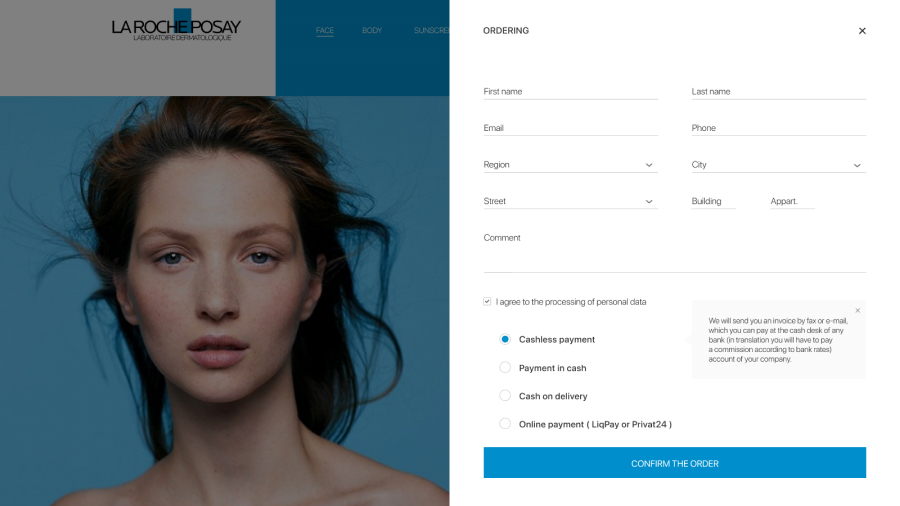 LA ROCHE POSAY
LABORATOIRE DERMATOLOGIQUE
FACE
BODY
ORDERING
First name
Last name
Email
Phone
Region
City
Street
Building
Appart.
Comment
I agree to the processing of personal data
We will send you an invoice by fax or e-mail,
which you can pay at the cash desk of any
bank (in translation you will have to pay
a commission according to bank rates)
account of your company.
Cashless payment
Payment in cash
Cash on delivery
Online payment ( LiqPay or Privat24 )
CONFIRM THE ORDER